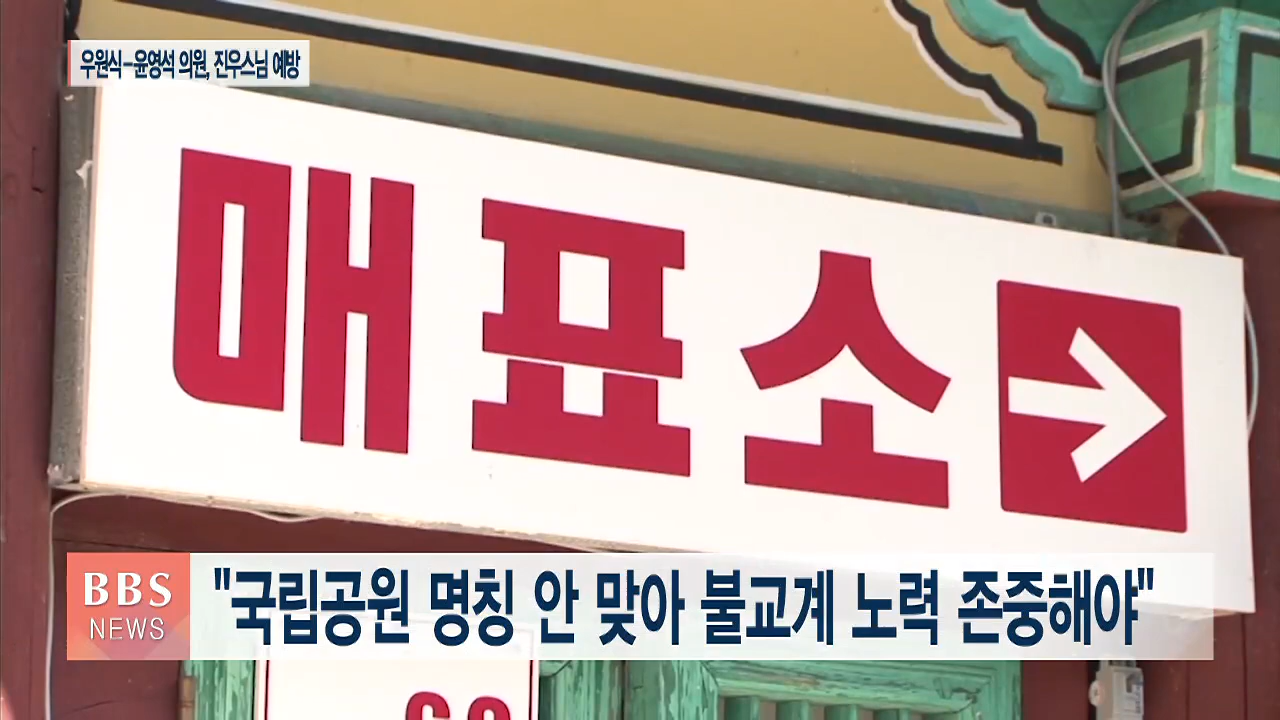 우원식-윤영석 의원, 진우스님 예방
매표소
BBS
NEWS
"국립공원 명칭 안 맞아 불교계 노력 존중해야"